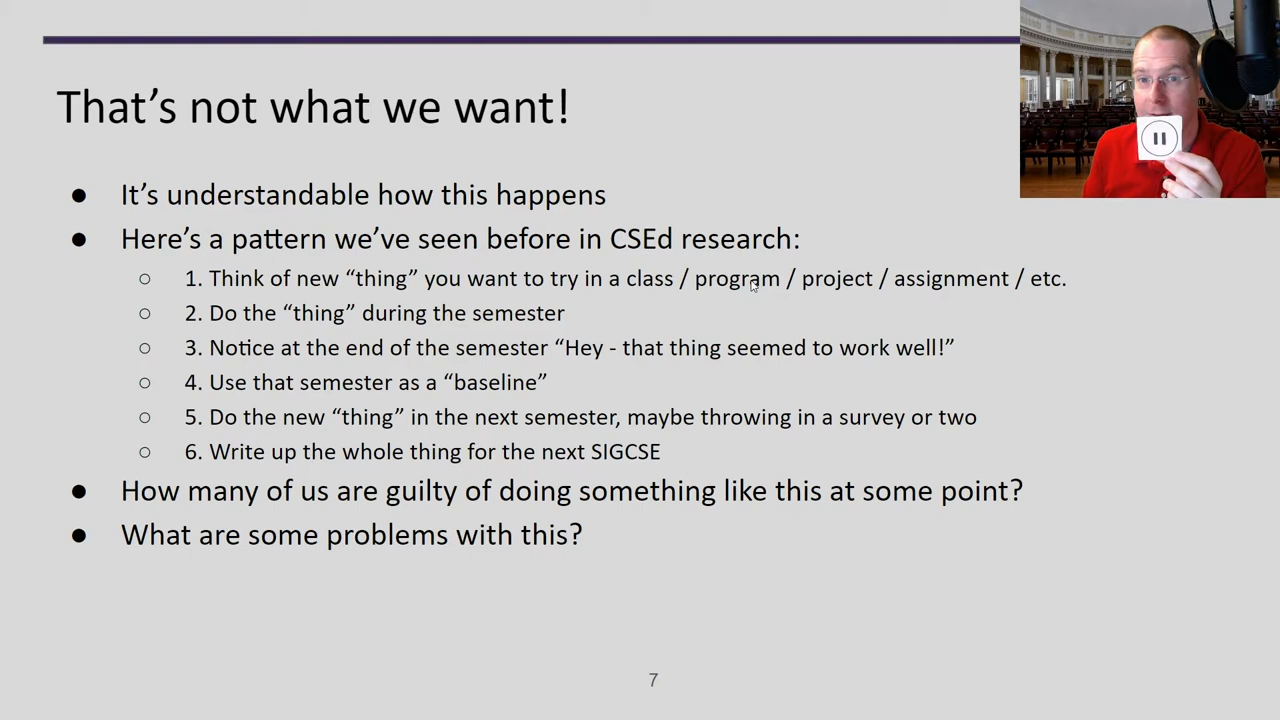 That’s not what we want!
● It’s understandable how this happens
● Here’s a pattern we’ve seen before in CSEd research:
○ 1. Think of new “thing” you want to try in a class / program / project / assignment / etc.
○ 2. Do the “thing” during the semester
○ 3. Notice at the end of the semester “Hey - that thing seemed to work well!”
○ 4. Use that semester as a “baseline”
○ 5. Do the new “thing” in the next semester, maybe throwing in a survey or two
○ 6. Write up the whole thing for the next SIGCSE
● How many of us are guilty of doing something like this at some point?
● What are some problems with this?
7